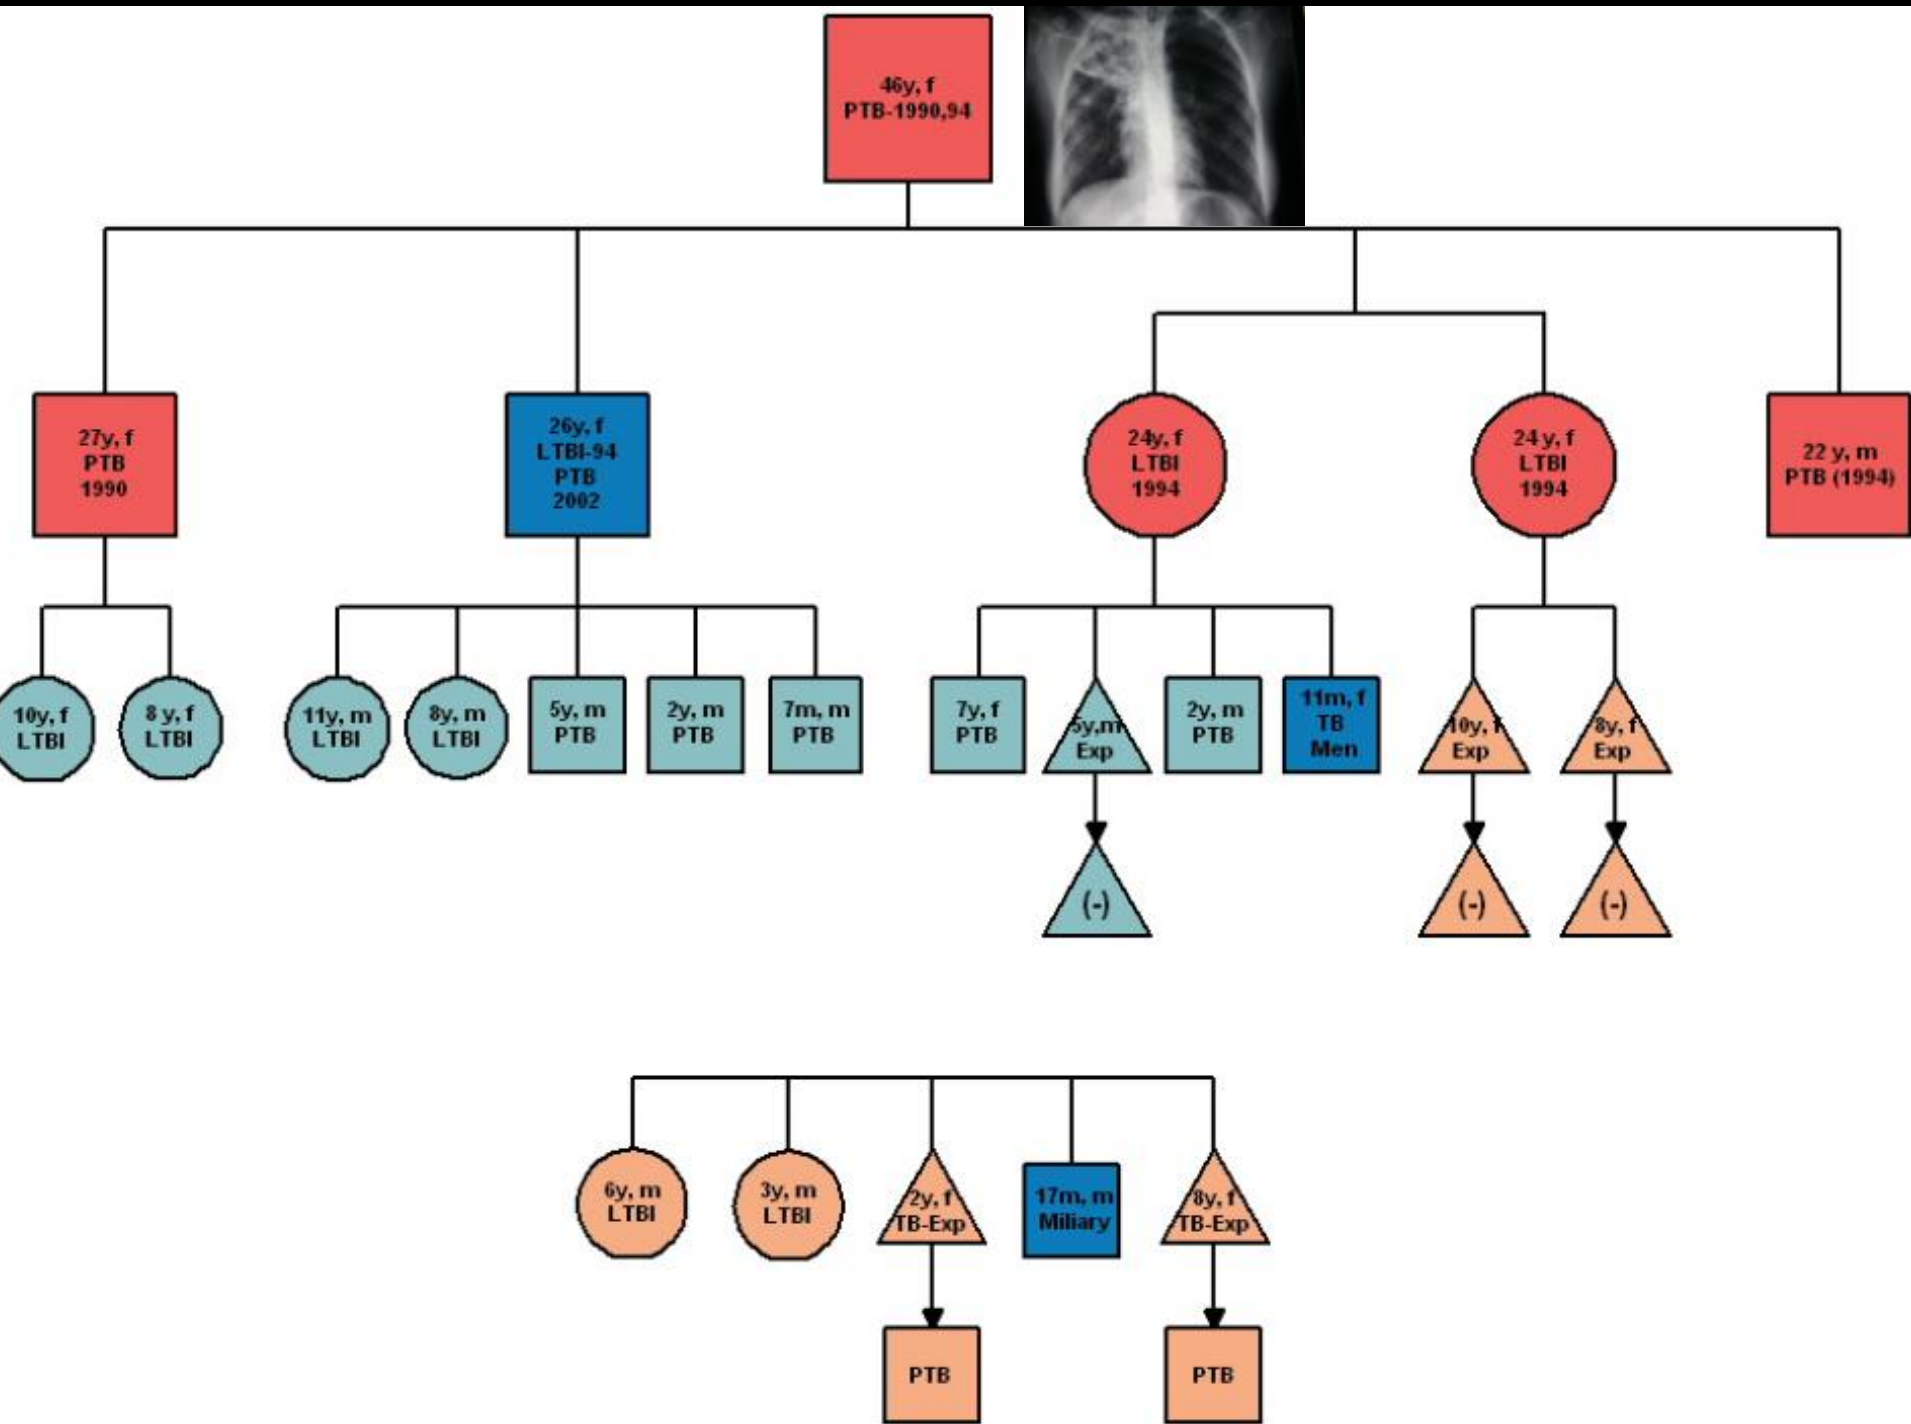 46y, f
PTB-1990,94
27y, f
PTB
1990
26y, f
LTBI-94
PTB
2002
24y, f
LTBI
1994
24 y, f
LTBI
1994
22 y, m
PTB (1994)
10y, f
LTBI
8 y, f
LTBI
11y, m
LTBI
8y, m
LTBI
5y, m
PTB
2y, m
PTB
7m, m
PTB
7y, f
PTB
5y,m
Exp
2y, m
PTB
11m, f
TB
Men
10y, f
Exp
8y, f
Exp
(-)
(-)
(-)
6y, m
LTBI
3y, m
LTBI
2y, f
TB-Exp
17m, m
Miliary
8y, f
TB-Exp
PTB
PTB